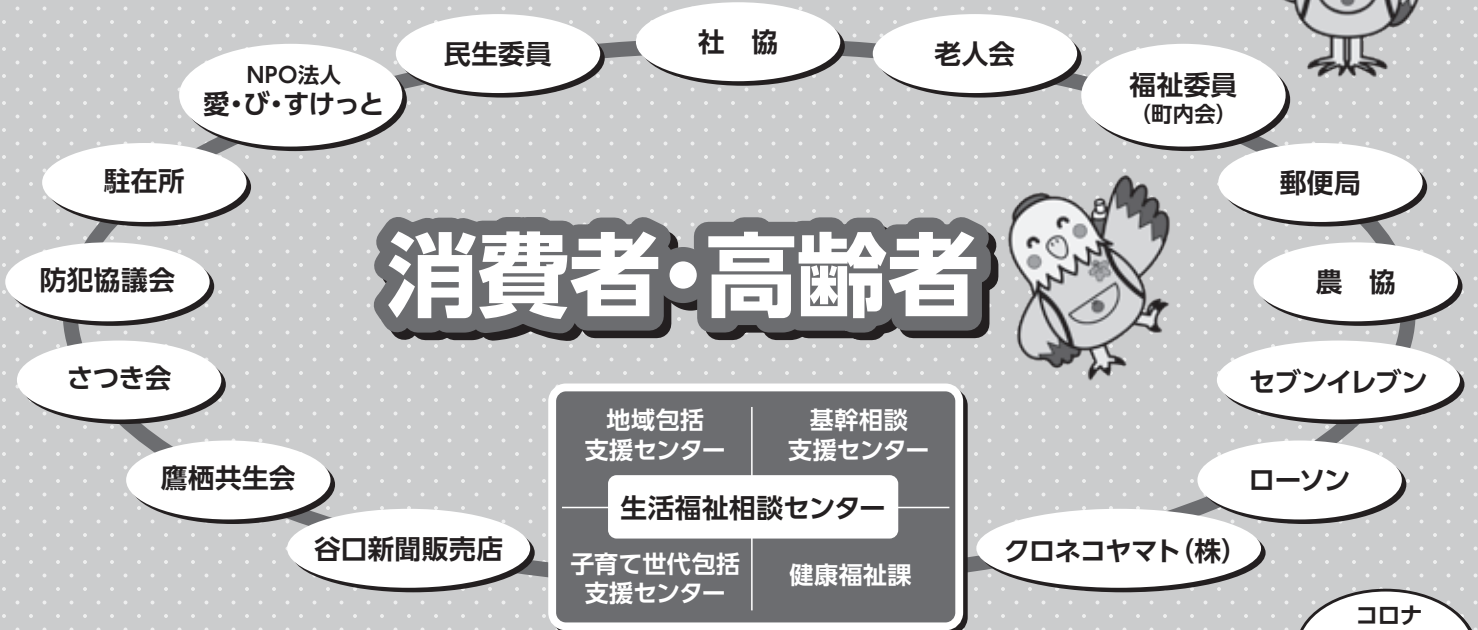 社　協
民生委員
老人会
NPO法人
愛・び・すけっと
福祉委員
（町内会）
駐在所
郵便局
消費者・高齢者
防犯協議会
農　協
さつき会
セブンイレブン
地域包括
支援センター
基幹相談
支援センター
鷹栖共生会
ローソン
生活福祉相談センター
谷口新聞販売店
クロネコヤマト（株）
子育て世代包括
支援センター
健康福祉課
コロナ